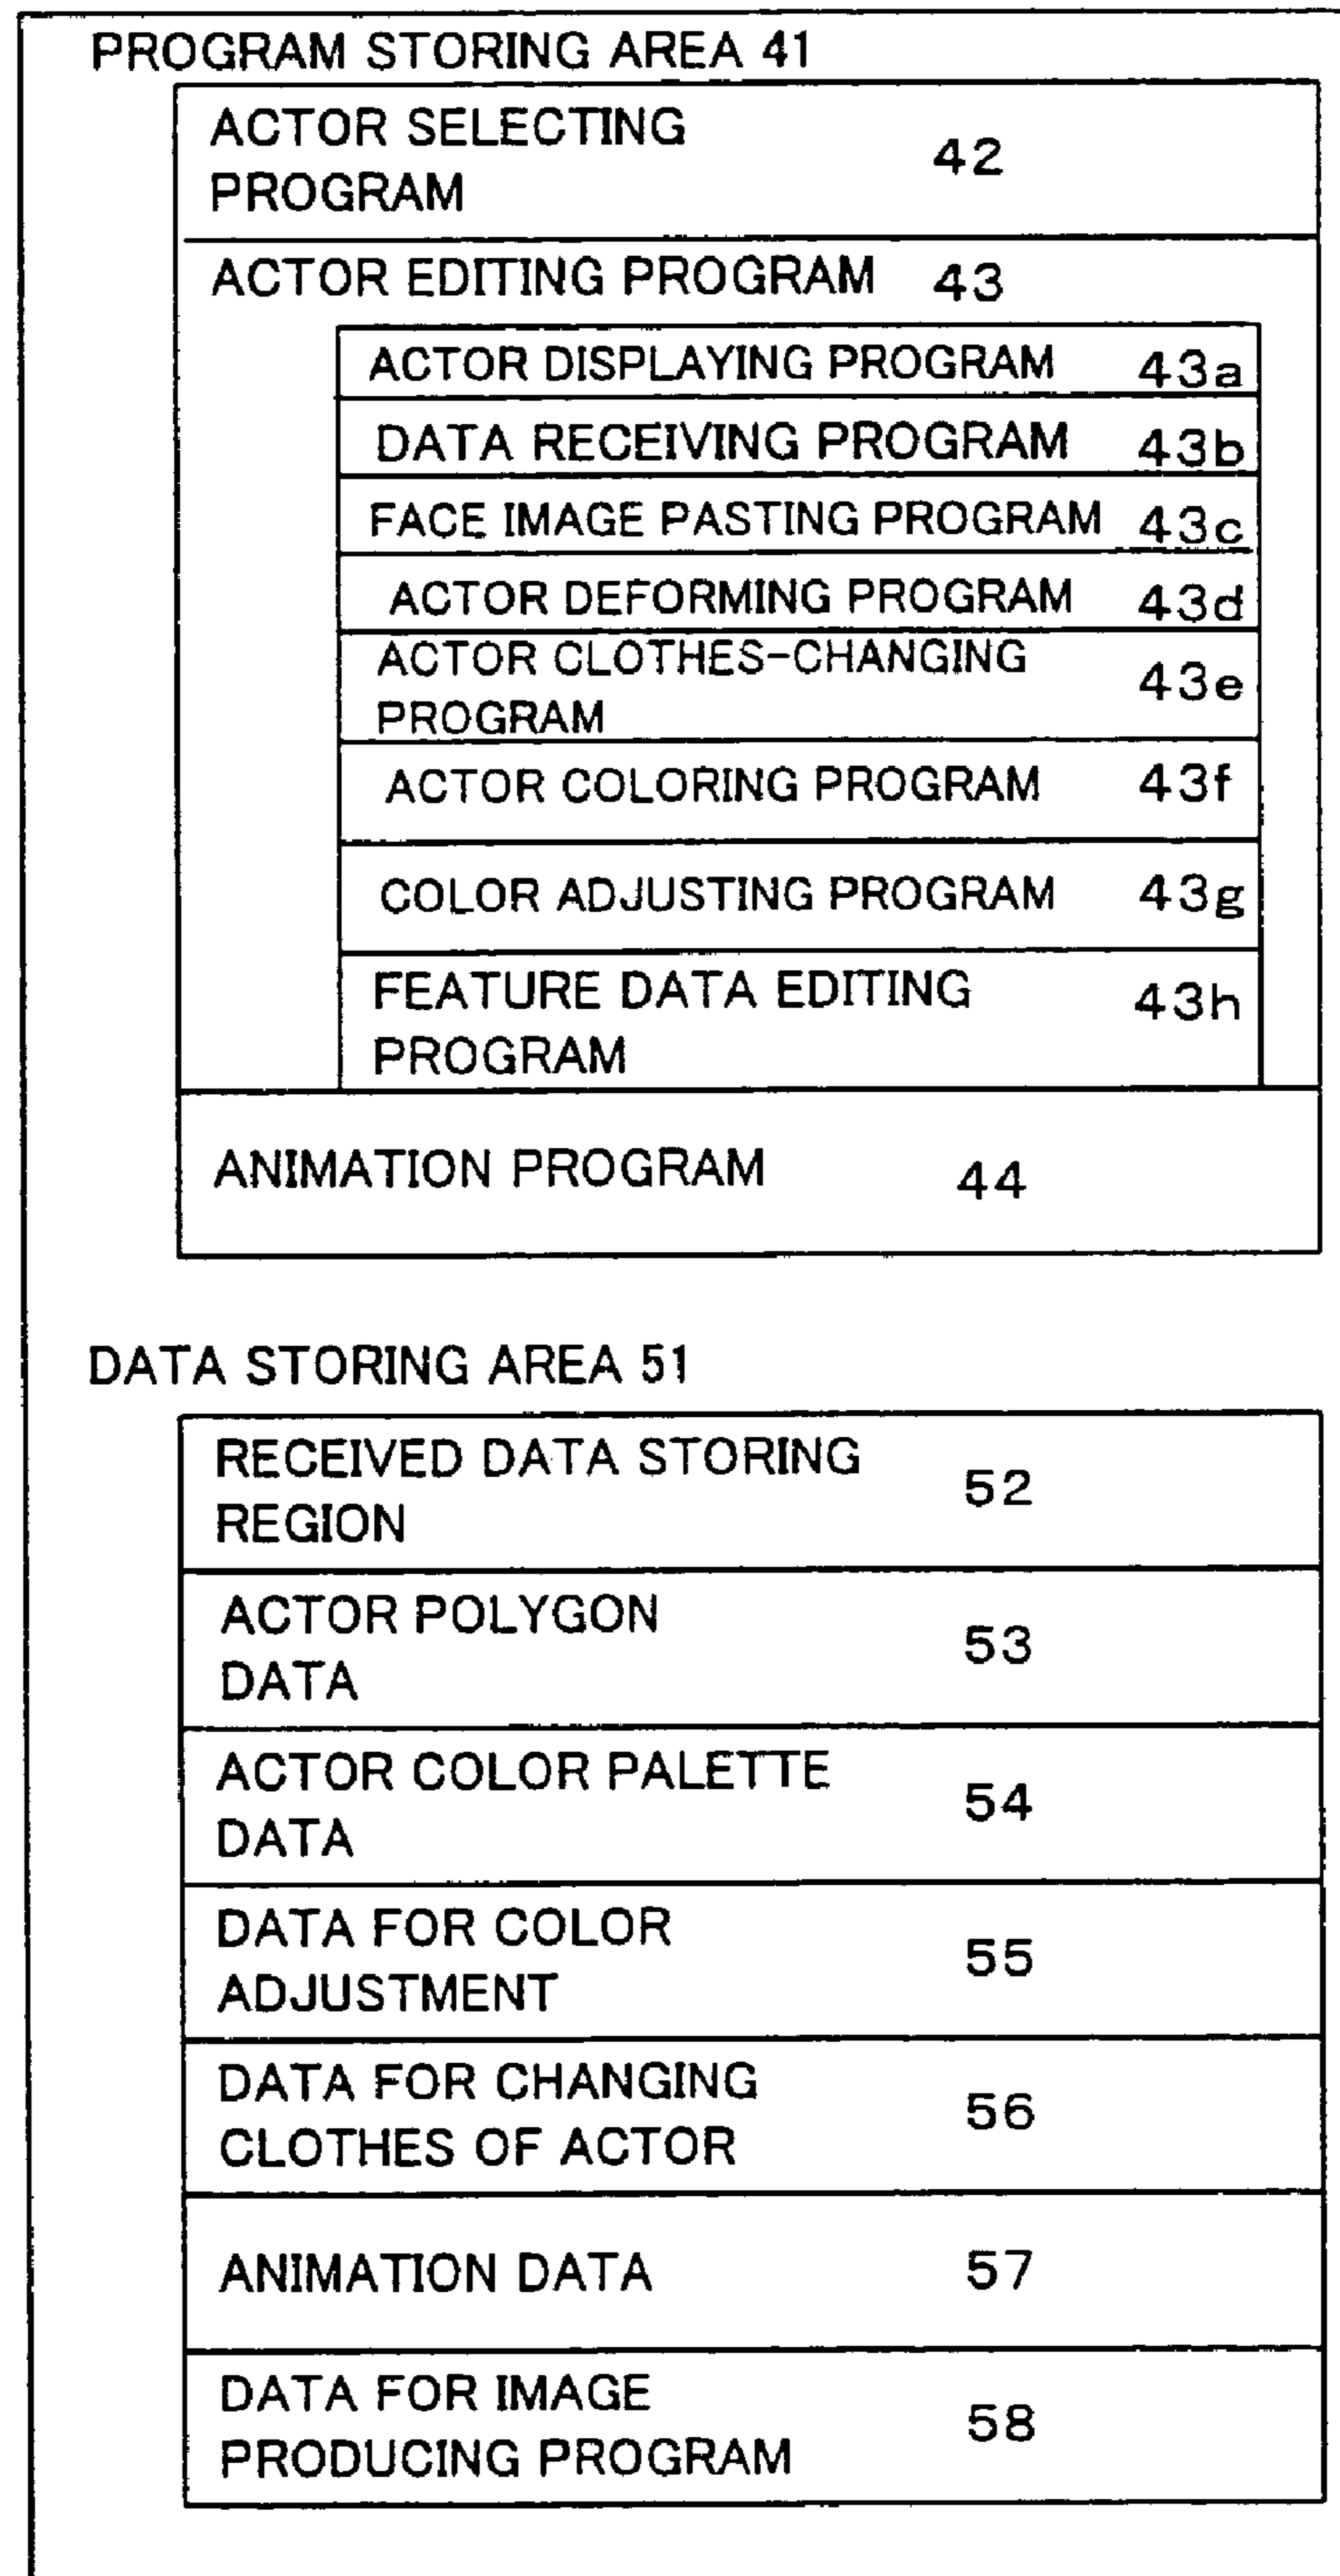 PROGRAM STORING AREA 41
ACTOR SELECTING
PROGRAM 42
ACTOR EDITING PROGRAM 43
ACTOR DISPLAYING PROGRAM 43a
DATA RECEIVING PROGRAM 43b
FACE IMAGE PASTING PROGRAM 43c
ACTOR DEFORMING PROGRAM 43d
ACTOR CLOTHES-CHANGING
PROGRAM 43e
ACTOR COLORING PROGRAM 43f
COLOR ADJUSTING PROGRAM 43g
FEATURE DATA EDITING 43h
PROGRAM
ANIMATION PROGRAM 44
DATA STORING AREA 51
RECEIVED DATA STORING
REGION 52
ACTOR POLYGON
DATA 53
ACTOR COLOR PALETTE
DATA 54
DATA FOR COLOR
ADJUSTMENT 55
DATA FOR CHANGING
CLOTHES OF ACTOR 56
ANIMATION DATA 57
DATA FOR IMAGE
PRODUCING PROGRAM 58